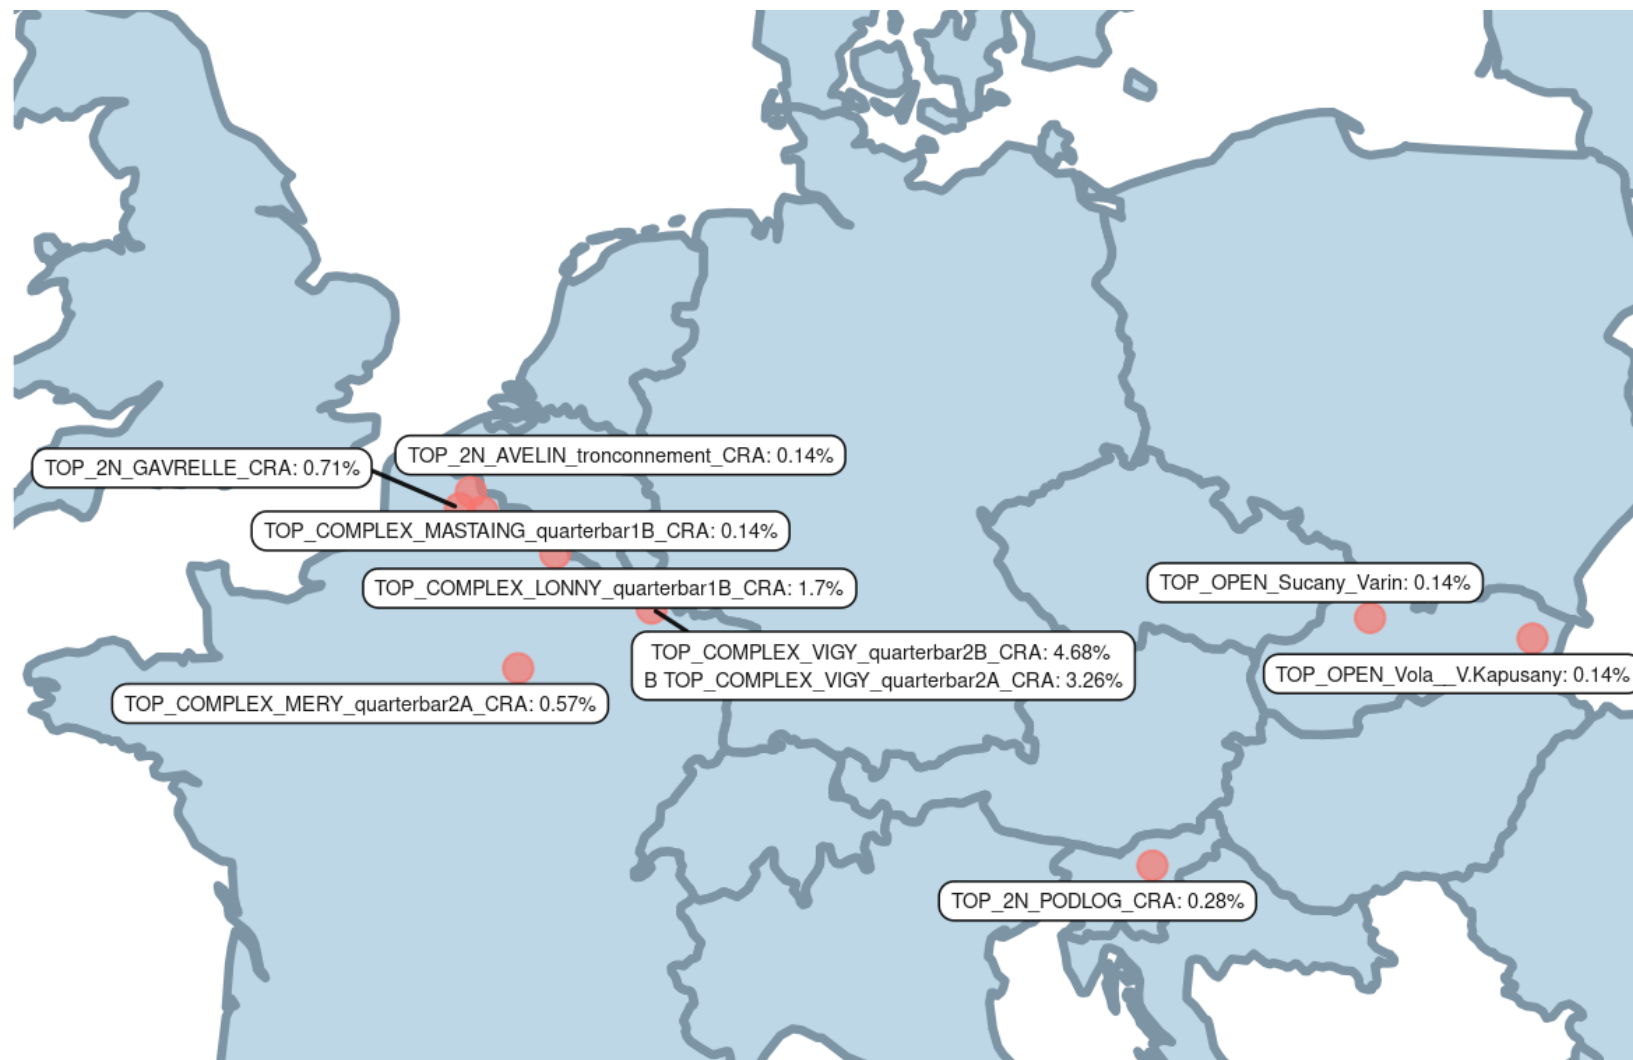 TOP_2N_AVELIN_tronconnement_CRA: 0.14%
TOP_2N_GAVRELLE_CRA: 0.71%
TOP_COMPLEX_MASTAING_quarterbar1B_CRA: 0.14%
TOP_COMPLEX_LONNY_quarterbar1B_CRA: 1.7%
TOP_OPEN_Sucany_Varin: 0.14%
TOP_COMPLEX_VIGY_quarterbar2B_CRA: 4.68%
B TOP_COMPLEX_VIGY_quarterbar2A_CRA: 3.26%
TOP_OPEN_Vola__V.Kapusany: 0.14%
TOP_COMPLEX_MERY_quarterbar2A_CRA: 0.57%
TOP_2N_PODLOG_CRA: 0.28%